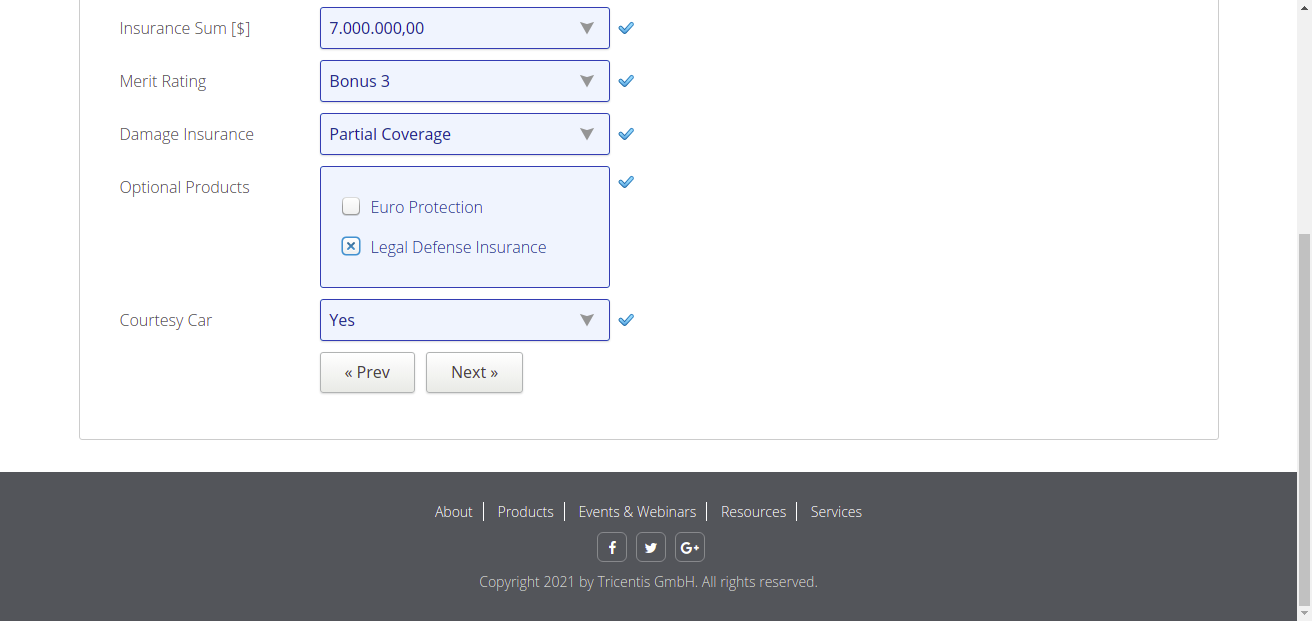 Insurance Sum [$] 7.000.000,00
Merit Rating Bonus 3
Damage Insurance Partial Coverage
Optional Products
Euro Protection
Legal Defense Insurance
Courtesy Car Yes
« Prev Next »
About Products Events & Webinars Resources Services
Copyright 2021 by Tricentis GmbH. All rights reserved.